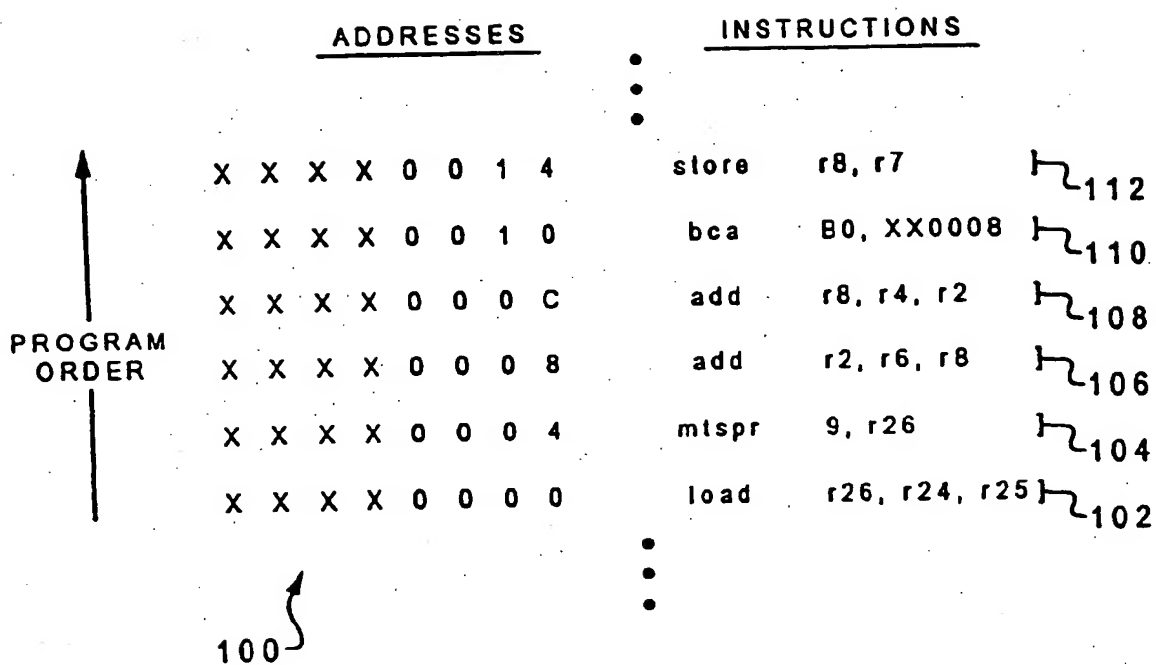 ADDRESSES INSTRUCTIONS
X X X X 0 0 1 4 store r8, r7 112
X X X X 0 0 1 0 bca B0, XX0008 110
X X X X 0 0 0 C add r8, r4, r2 108
PROGRAM
ORDER
X X X X 0 0 0 8 add r2, r6, r8 106
X X X X 0 0 0 4 mtspr 9, r26 104
X X X X 0 0 0 0 load r26, r24, r25 102
100